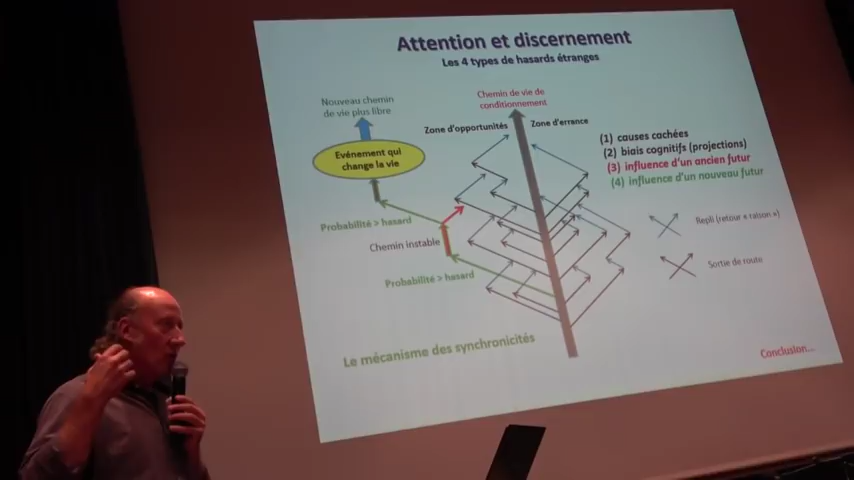 Attention et discernement
Les 4 types de hasards étranges
Nouveau chemin
de vie plus libre
Chemin de vie de
conditionnement
Zone d'opportunités
Zone d'errance
Evénement qui
change la vie
(1) causes cachées
(2) biais cognitifs (projections)
(3) influence d'un ancien futur
(4) influence d'un nouveau futur
Probabilité > hasard
Chemin instable
Repli (retour « raison »)
Probabilité > hasard
Sortie de route
Le mécanisme des synchronicités
Conclusion...